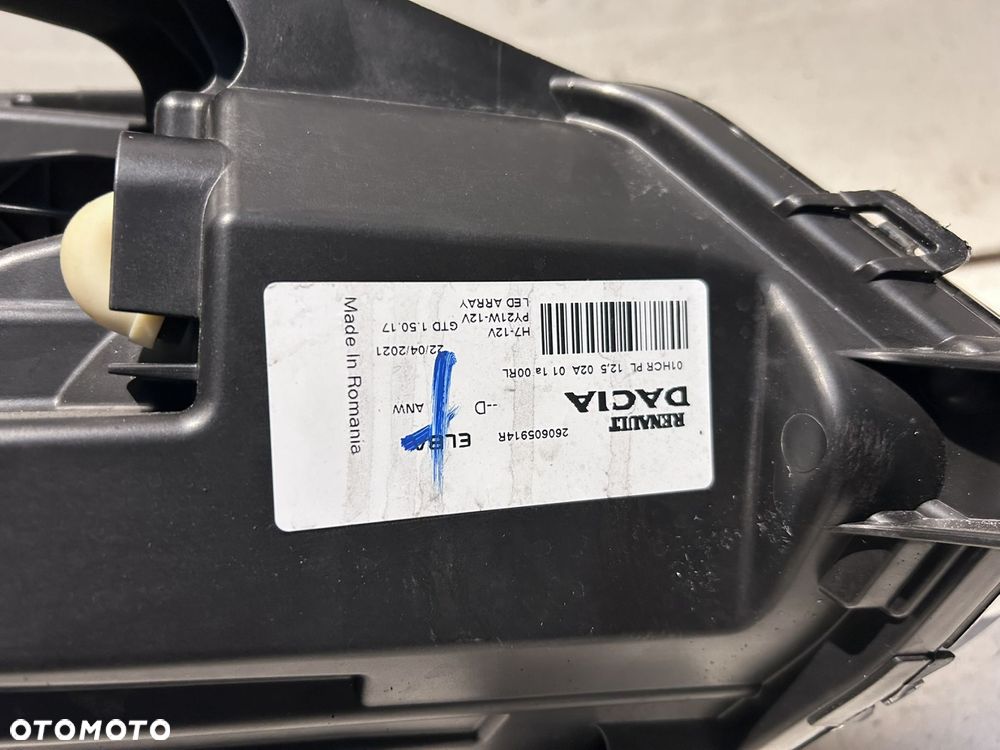 RENAULT
DACIA
260605914R
ELBA
--D
ANW
01HCR PL 12.5 02A 01 1a 00RL
H7-12V
PY21W-12V
LED ARRAY
22/04/2021
GTD 1.50.17
Made In Romania
OTOMOTO